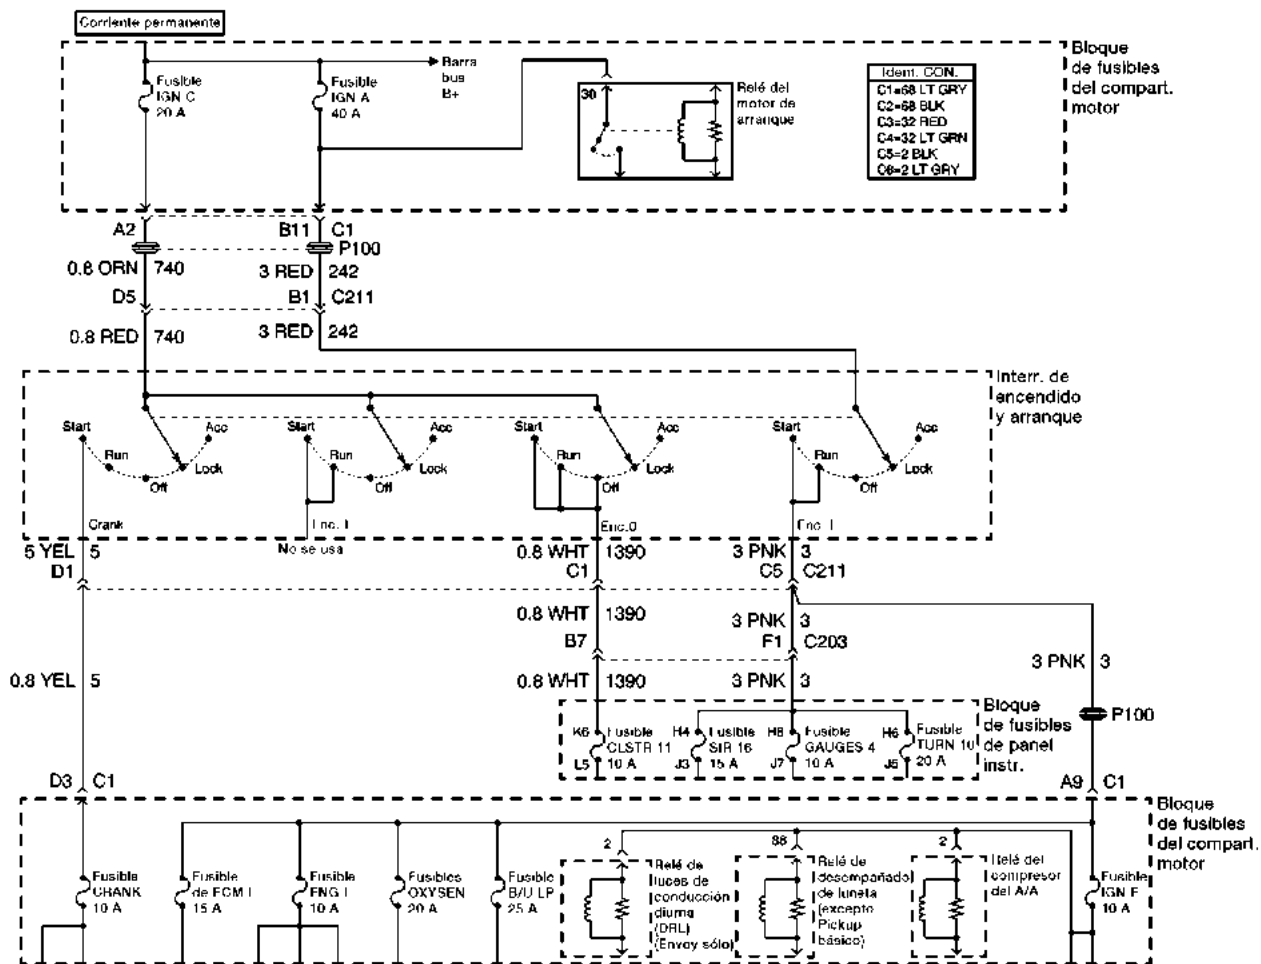 Corriente permanente
Fusible
IGN C
20 A
Fusible
IGN A
40 A
Barra
bus
B+
30
Relé del
motor de
arranque
Ident. CON.
C1=68 LT GRY
C2=68 BLK
C3=32 RED
C4=32 LT GRN
C5=2 BLK
C6=2 LT GRY
Bloque
de fusibles
del compart.
motor
A2
B11
C1
P100
0.8 ORN
740
3 RED
242
D5
B1
C211
0.8 RED
740
3 RED
242
Interr. de
encendido
y arranque
Start
Run
Off
Lock
Acc
Crank
Start
Run
Off
Lock
Acc
Enc. 1
No se usa
Start
Run
Off
Lock
Acc
Enc.0
Start
Run
Off
Lock
Acc
Enc. 1
5 YEL
5
D1
0.8 WHT
1390
C1
3 PNK
3
C5
C211
0.8 WHT
1390
B7
3 PNK
3
F1
C203
0.8 YEL
5
0.8 WHT
1390
3 PNK
3
3 PNK
3
P100
K6
Fusible
CLSTR 11
L5
10 A
H4
Fusible
SIR 16
J3
15 A
H8
Fusible
GAUGES 4
J7
10 A
H6
Fusible
TURN 10
J5
20 A
Bloque
de fusibles
de panel
instr.
D3
C1
A9
C1
Bloque
de fusibles
del compart.
motor
Fusible
CRANK
10 A
Fusible
de ECM I
15 A
Fusible
ENG I
10 A
Fusibles
OXYSEN
20 A
Fusible
B/U LP
25 A
2
Relé de
luces de
conducción
diurna
(DRL)
(Envoy sólo)
86
Relé de
desempañado
de luneta
(excepto
Pickup
básico)
2
Relé del
compresor
del A/A
Fusible
IGN E
10 A